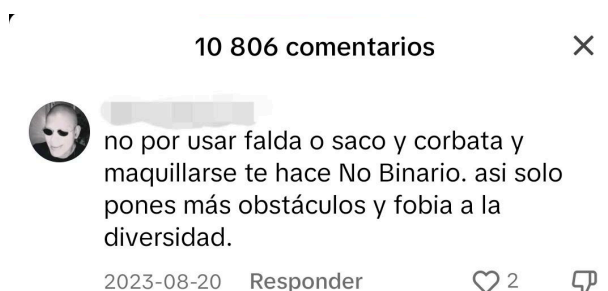 10 806 comentarios
no por usar falda o saco y corbata y
maquillarse te hace No Binario. asi solo
pones más obstáculos y fobia a la
diversidad.
2023-08-20 Responder 2